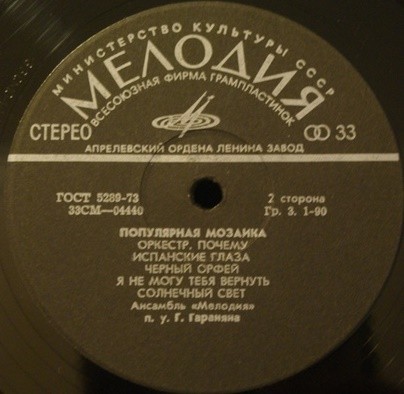 МИНИСТЕРСТВО КУЛЬТУРЫ СССР
МЕЛОДИЯ
ВСЕСОЮЗНАЯ ФИРМА ГРАМПЛАСТИНОК
СТЕРЕО
33
АПРЕЛЕВСКИЙ ОРДЕНА ЛЕНИНА ЗАВОД
ГОСТ 5289-73
2 сторона
33СМ—04440
Гр. 3. 1-90
ПОПУЛЯРНАЯ МОЗАИКА
ОРКЕСТР. ПОЧЕМУ
ИСПАНСКИЕ ГЛАЗА
ЧЕРНЫЙ ОРФЕЙ
Я НЕ МОГУ ТЕБЯ ВЕРНУТЬ
СОЛНЕЧНЫЙ СВЕТ
Ансамбль «Мелодия»
п. у. Г. Гараняна